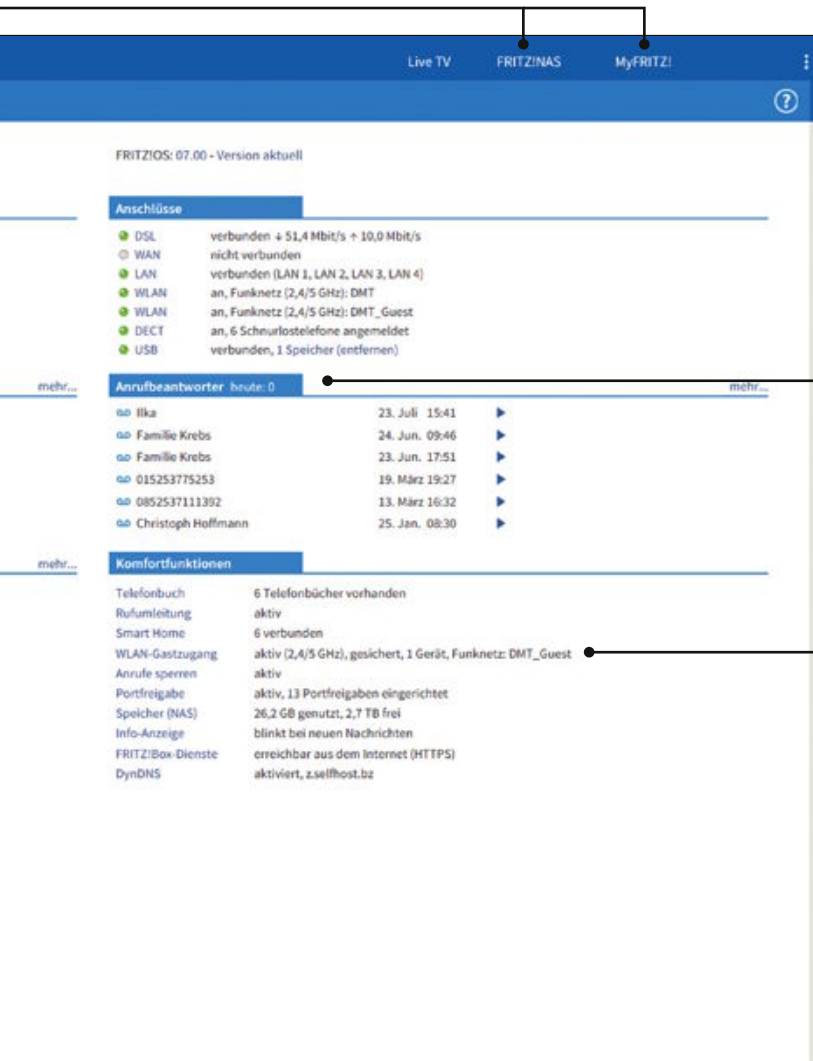 Live TV FRITZ!NAS MyFRITZ!
?
FRITZ!OS: 07.00 - Version aktuell
Anschlüsse
DSL verbunden ↓ 51,4 Mbit/s ↑ 10,0 Mbit/s
WAN nicht verbunden
LAN verbunden (LAN 1, LAN 2, LAN 3, LAN 4)
WLAN an, Funknetz (2,4/5 GHz): DMT
WLAN an, Funknetz (2,4/5 GHz): DMT_Guest
DECT an, 6 Schnurlostelefone angemeldet
USB verbunden, 1 Speicher (entfernen)
mehr... Anrufbeantworter heute: 0 mehr...
Ilka 23. Juli 15:41
Familie Krebs 24. Jun. 09:46
Familie Krebs 23. Jun. 17:51
015253775253 19. März 19:27
0852537111392 13. März 16:32
Christoph Hoffmann 25. Jan. 08:30
mehr... Komfortfunktionen
Telefonbuch 6 Telefonbücher vorhanden
Rufumleitung aktiv
Smart Home 6 verbunden
WLAN-Gastzugang aktiv (2,4/5 GHz), gesichert, 1 Gerät, Funknetz: DMT_Guest
Anrufe sperren aktiv
Portfreigabe aktiv, 13 Portfreigaben eingerichtet
Speicher (NAS) 26,2 GB genutzt, 2,7 TB frei
Info-Anzeige blinkt bei neuen Nachrichten
FRITZ!Box-Dienste erreichbar aus dem Internet (HTTPS)
DynDNS aktiviert, z.selfhost.bz